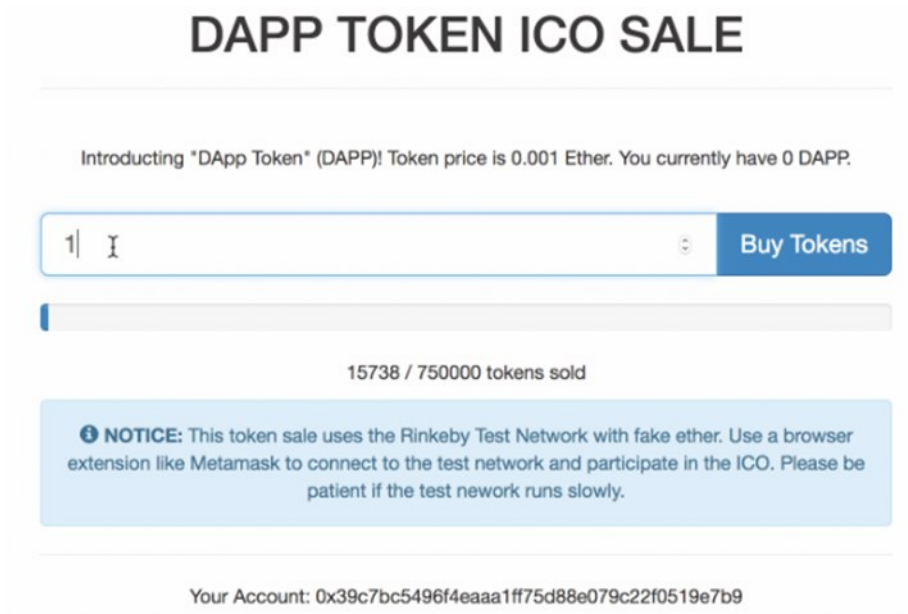 DAPP TOKEN ICO SALE
Introducting "DApp Token" (DAPP)! Token price is 0.001 Ether. You currently have 0 DAPP.
1
Buy Tokens
15738 / 750000 tokens sold
NOTICE: This token sale uses the Rinkeby Test Network with fake ether. Use a browser
extension like Metamask to connect to the test network and participate in the ICO. Please be
patient if the test nework runs slowly.
Your Account: 0x39c7bc5496f4eaaa1ff75d88e079c22f0519e7b9